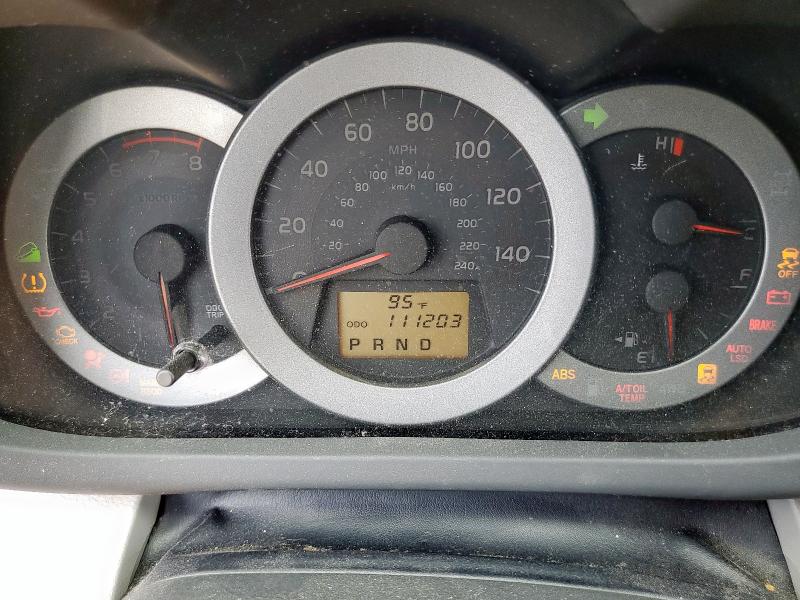 6 7 8
5
4
3
2
x1000R
ODO
TRIP
CHECK
0 20 40 60 80 100 120 140
MPH
km/h
20 40 60 80 100 120 140 160 180 200 220 240
95°F
ODO 111203
P R N D
H
C
F
E
OFF
BRAKE
AUTO
LSD
ABS
A/T OIL
TEMP